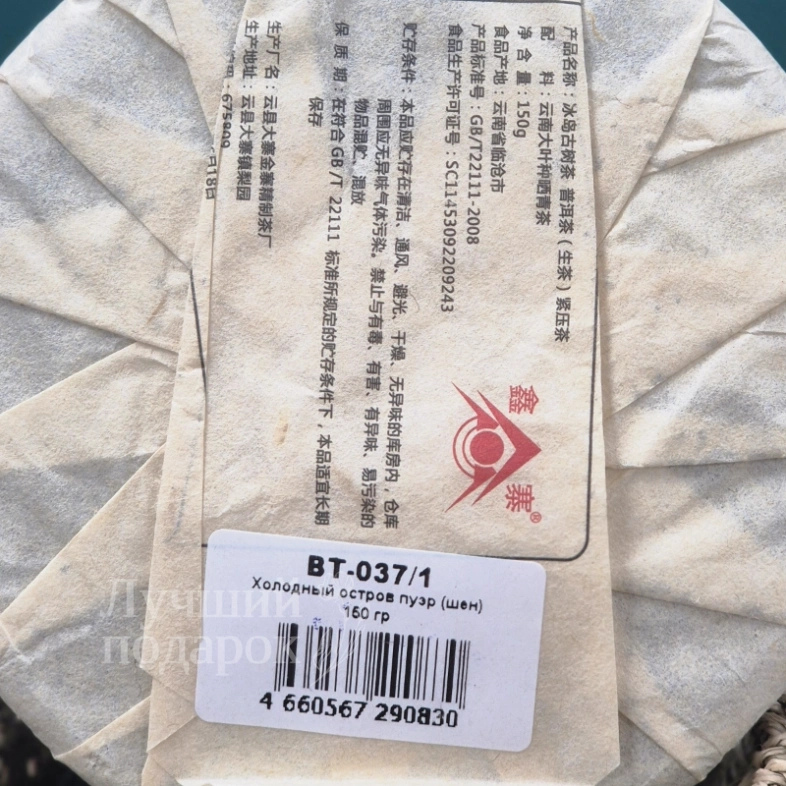 产品名称：冰岛古树茶 普洱茶（生茶）紧压茶
配 料：云南大叶种晒青茶
净 含 量：150g
食品产地：云南省临沧市
产品标准号：GB/T22111-2008
食品生产许可证号：SC11453092209243
贮存条件：本品应贮存在清洁、通风、避光、干燥、无异味的库房内，仓库
周围应无异味气体污染。禁止与有毒、有害、有异味、易污染的
物品混贮、混放
保 质 期：在符合GB/T 22111 标准所规定的贮存条件下，本品适宜长期
保存
生产厂名：云县大寨金寨精制茶厂
生产地址：云县大寨镇梨园
675809
18日
鑫 寨®
BT-037/1
Холодный остров пуэр (шен)
160 гр
4 660567 290830
Лучший
подарок